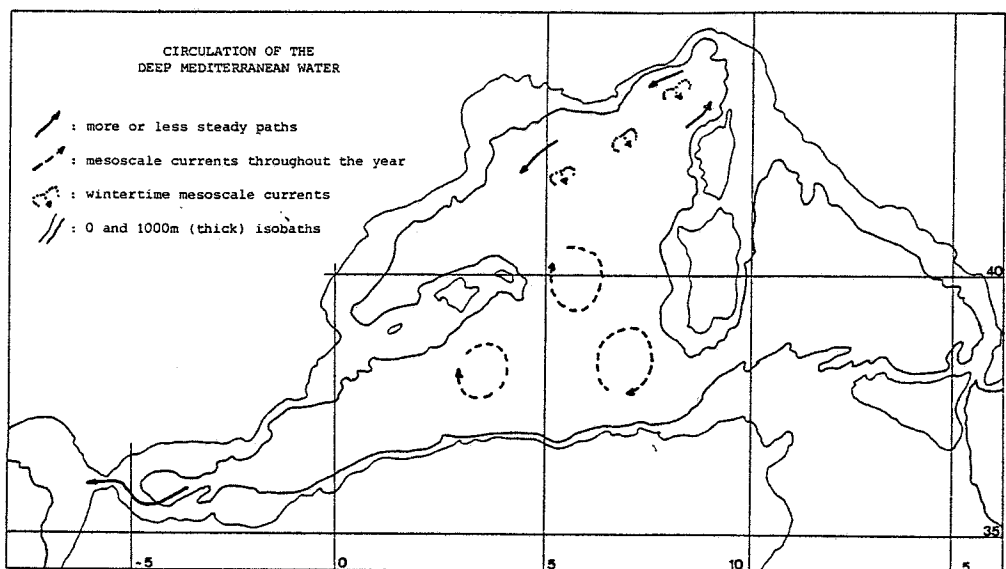 CIRCULATION OF THE
DEEP MEDITERRANEAN WATER
: more or less steady paths
: mesoscale currents throughout the year
: wintertime mesoscale currents
: 0 and 1000m (thick) isobaths
40
35
-5
0
5
10
5